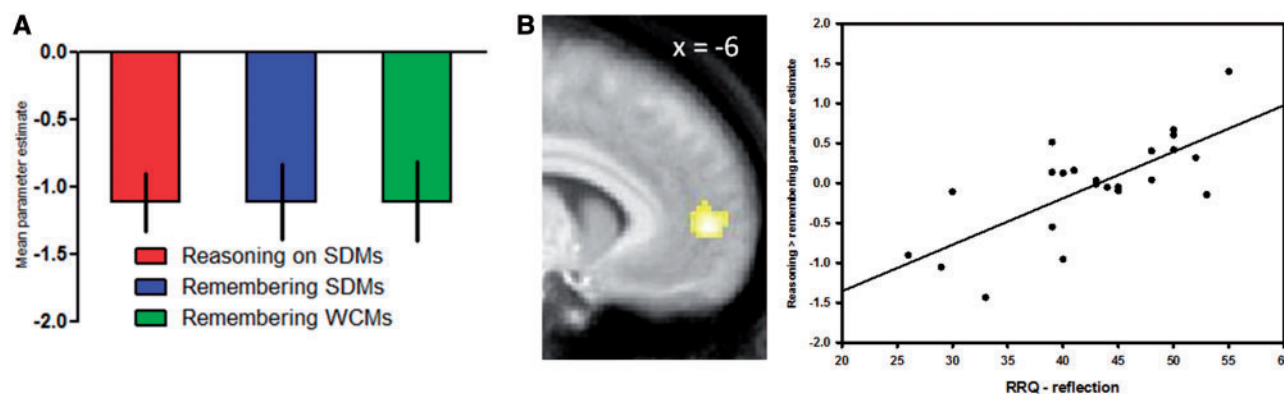 A
Mean parameter estimate
0.0
-0.5
-1.0
-1.5
-2.0
Reasoning on SDMs
Remembering SDMs
Remembering WCMs
B
x = -6
Reasoning > remembering parameter estimate
2.0
1.5
1.0
0.5
0.0
-0.5
-1.0
-1.5
-2.0
20 25 30 35 40 45 50 55
RRQ - reflection